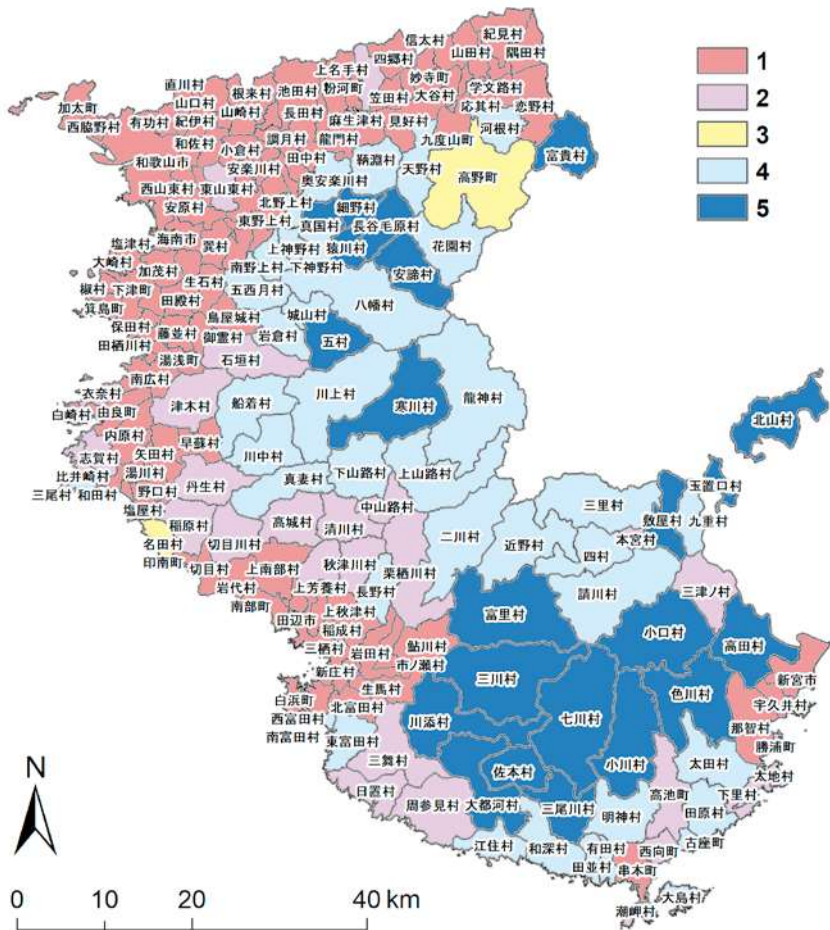 紀見村
信太村
四郷村
山田村
隅田村
上名手村
直川村
妙寺町
学文路村
根来村
池田村
粉河町
加太町
山口村
笠田村
大谷村
応其村
恋野村
西脇野村
有功村
紀伊村
山崎村
長田村
麻生津村
見好村
河根村
和佐村
小倉村
調月村
龍門村
九度山町
富貴村
和歌山市
安楽川村
田中村
鞆淵村
天野村
高野町
西山東村
東山東村
奥安楽川村
安原村
北野上村
細野村
東野上村
真国村
長谷毛原村
花園村
塩津村
海南市
巽村
上神野村
猿川村
大崎村
加茂村
南野上村
下神野村
安諦村
椒村
下津町
生石村
五西月村
八幡村
箕島町
田殿村
保田村
藤並村
鳥屋城村
城山村
田栖川村
御霊村
岩倉村
五村
湯浅町
石垣村
南広村
川上村
龍神村
衣奈村
津木村
船着村
寒川村
北山村
白崎村
由良町
内原村
早蘇村
玉置口村
志賀村
矢田村
川中村
下山路村
上山路村
比井崎村
湯川村
丹生村
真妻村
三里村
三尾村
和田村
野口村
中山路村
敷屋村
九重村
塩屋村
稲原村
高城村
清川村
二川村
近野村
四村
本宮村
名田村
切目川村
印南町
秋津川村
栗栖川村
三津ノ村
切目村
上南部村
請川村
岩代村
上芳養村
長野村
富里村
南部町
上秋津村
小口村
高田村
田辺市
稲成村
三栖村
岩田村
鮎川村
市ノ瀬村
三川村
新宮市
新庄村
色川村
白浜町
生馬村
宇久井村
西富田村
北富田村
川添村
七川村
那智村
南富田村
東富田村
小川村
勝浦町
三舞村
佐本村
太田村
太地村
日置村
高池町
下里村
周参見村
大都河村
三尾川村
明神村
田原村
江住村
和深村
有田村
西向町
古座町
田並村
串本町
大島村
潮岬村
1
2
3
4
5
N
0 10 20 40 km